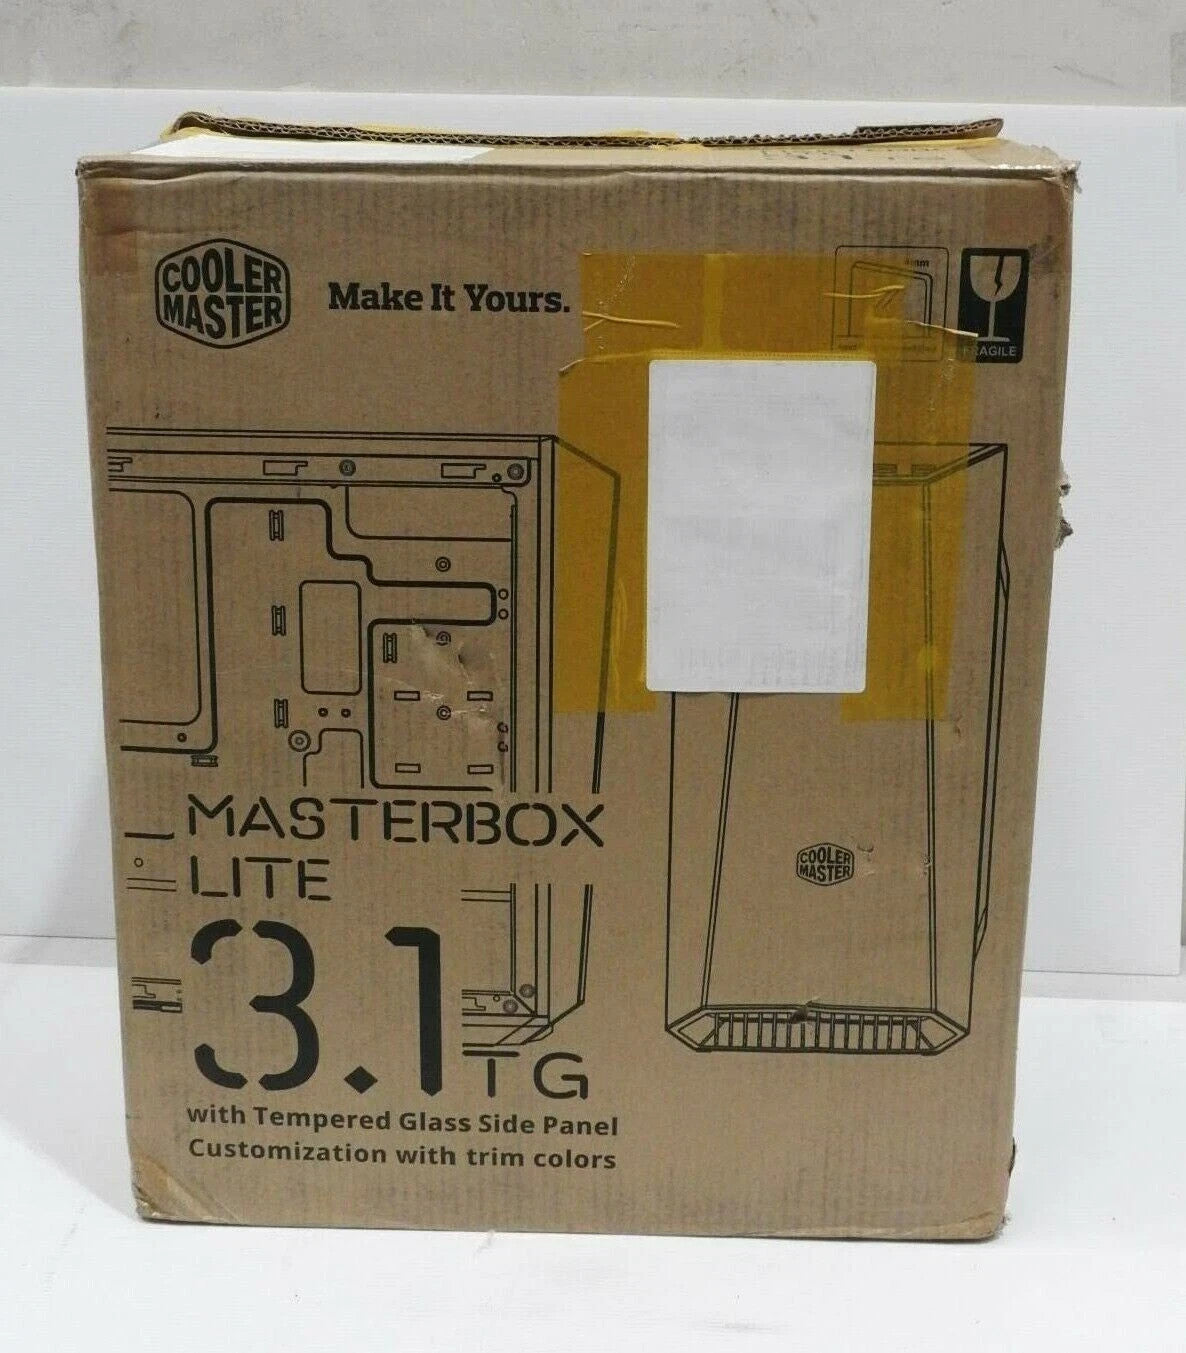 COOLER
MASTER
Make It Yours.
mm
FRAGILE
COOLER
MASTER
MASTERBOX
LITE
3.1 TG
with Tempered Glass Side Panel
Customization with trim colors